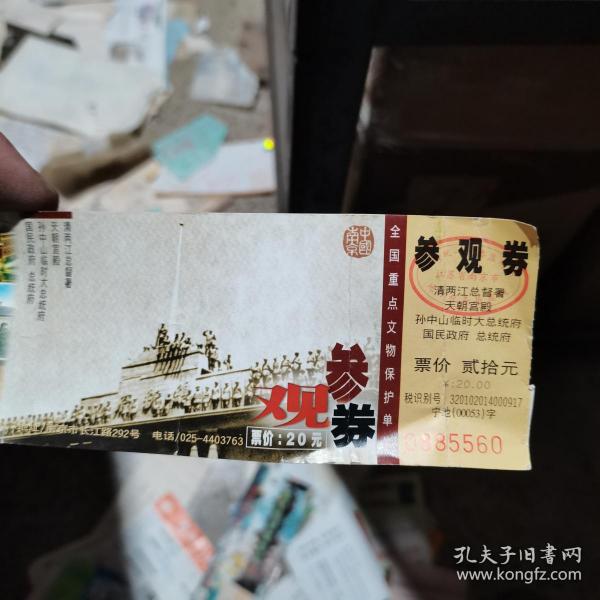 清两江总督署
天朝宫殿
孙中山临时大总统府
国民政府 总统府
中國
南京
参观券
票价:20元
长江路292号 电话/025-4403763
全国重点文物保护单
参观券
清两江总督署
天朝宫殿
孙中山临时大总统府
国民政府 总统府
票价 贰拾元
¥:20.00
税识别号:320102014000917
宁地(00053)字
0885560
孔夫子旧书网
www.kongfz.com